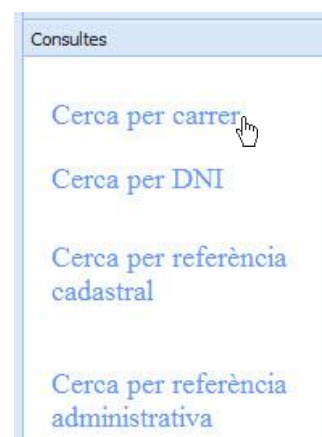 Consultes
Cerca per carrer
Cerca per DNI
Cerca per referència
cadastral
Cerca per referència
administrativa